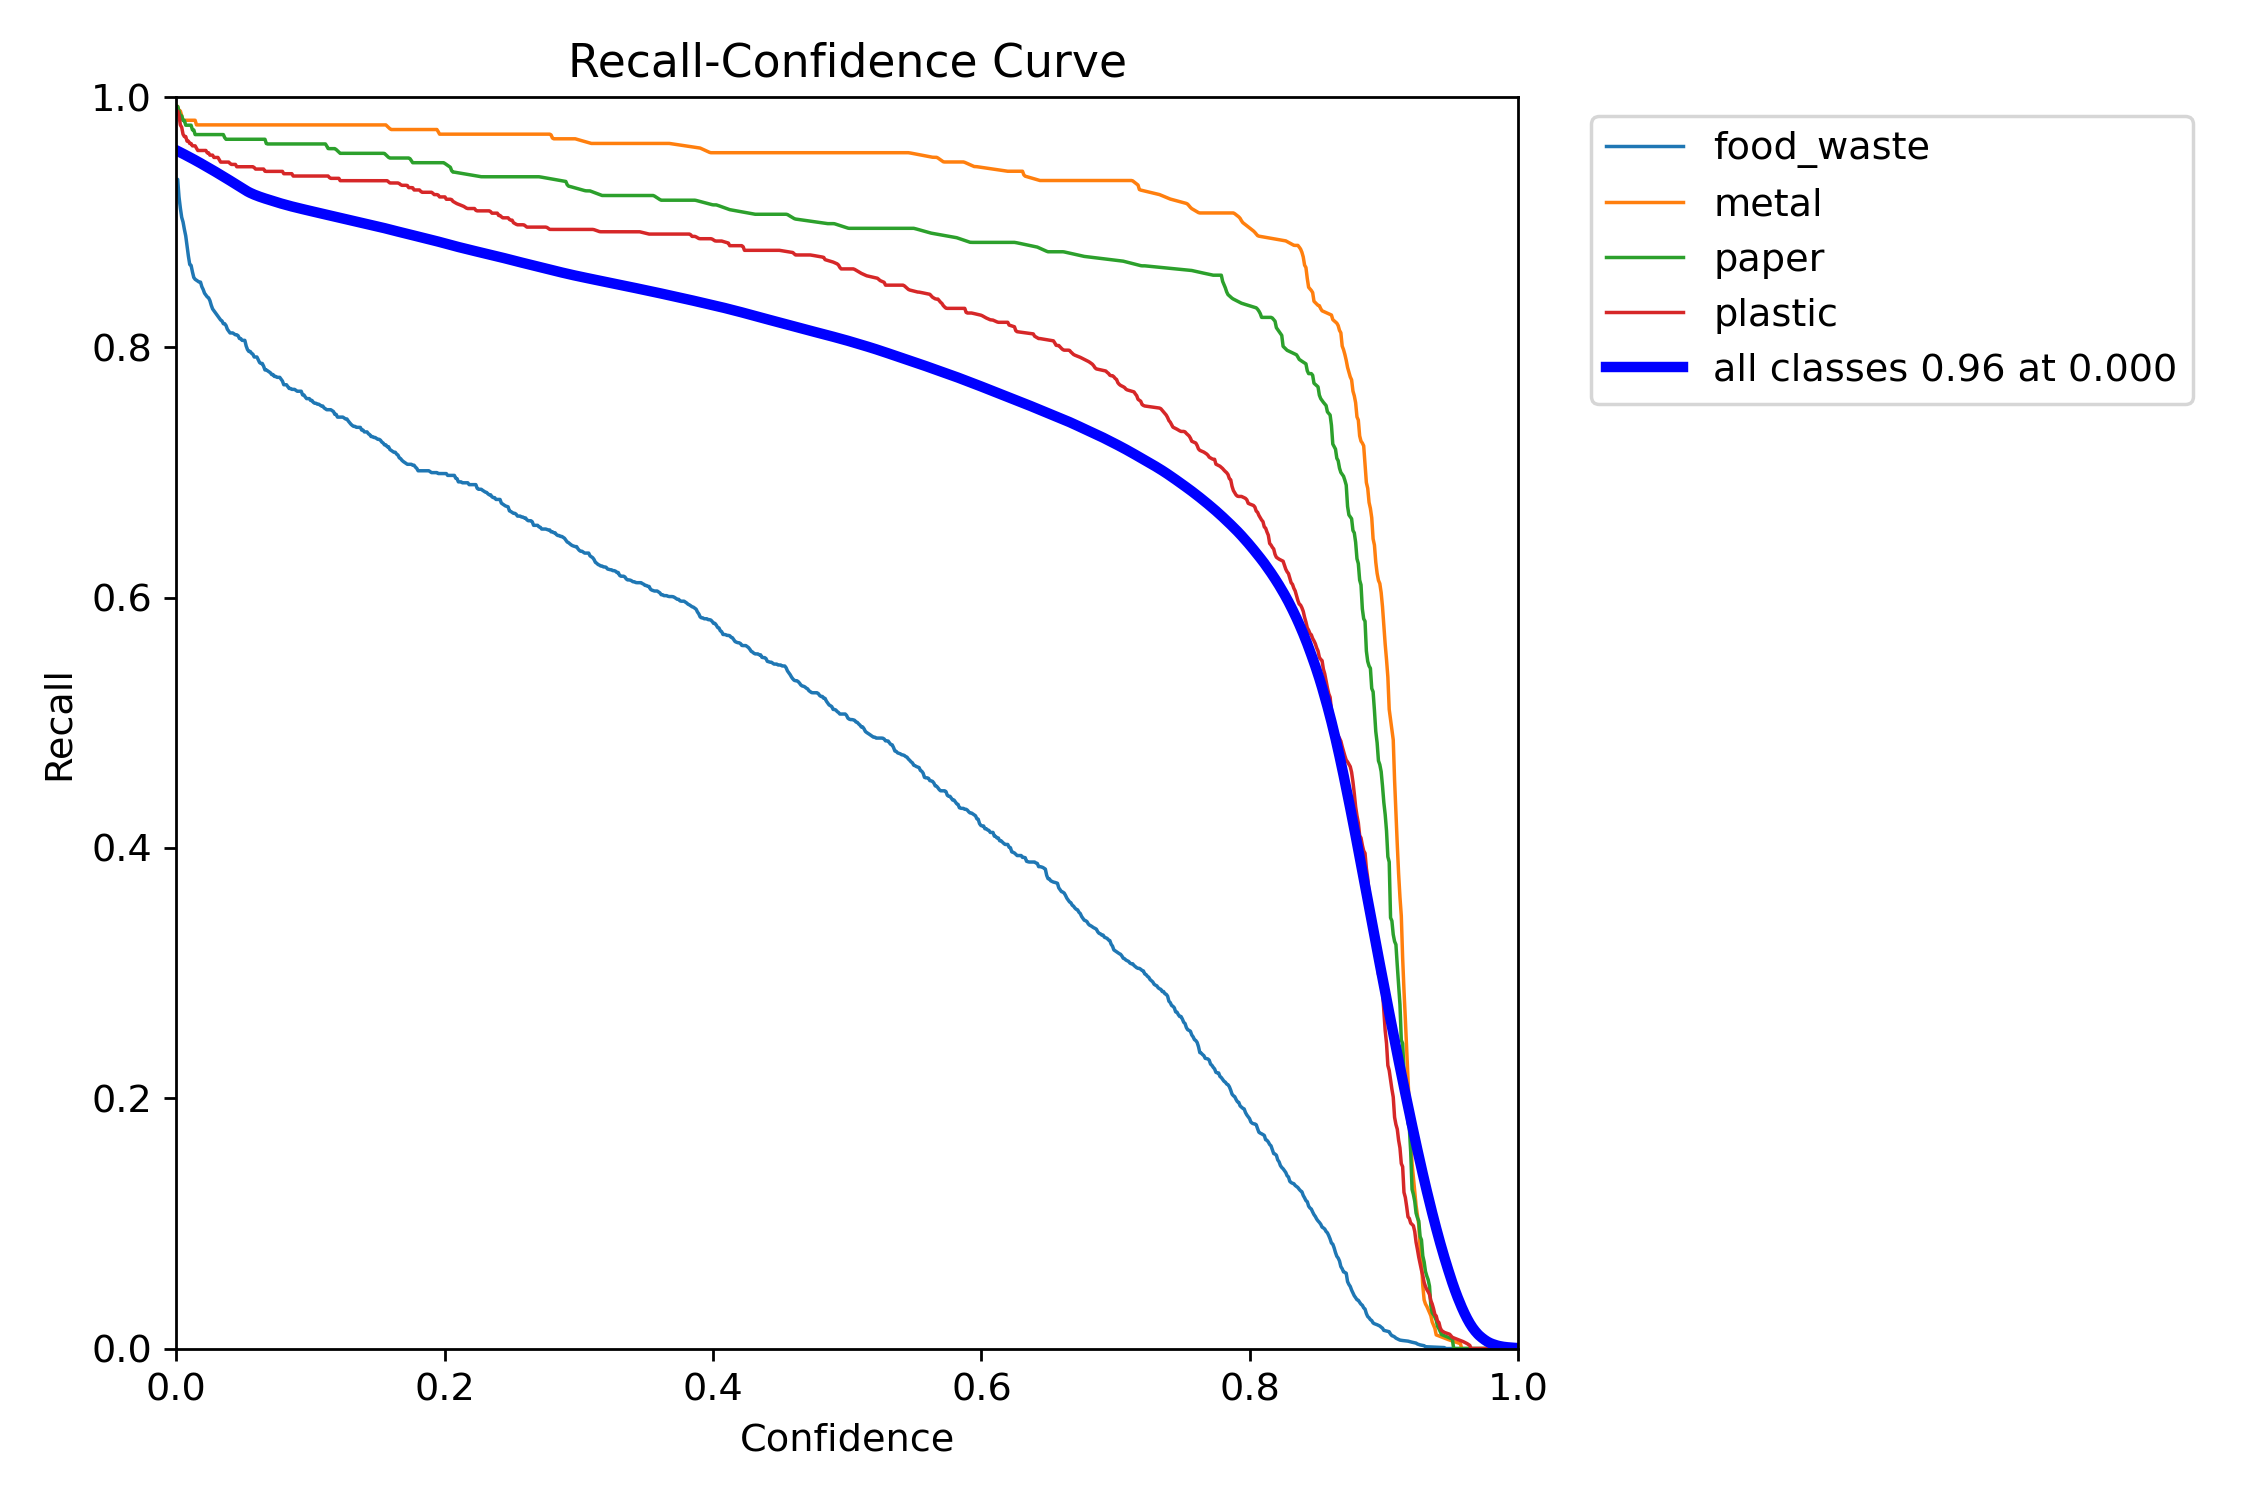 Recall-Confidence Curve
1.0
0.8
0.6
0.4
0.2
0.0
Recall
0.0 0.2 0.4 0.6 0.8 1.0
Confidence
food_waste
metal
paper
plastic
all classes 0.96 at 0.000